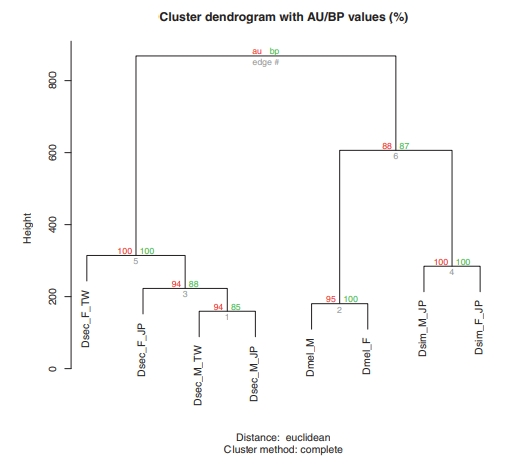 Cluster dendrogram with AU/BP values (%)
au bp
edge #
800
88 87
6
600
Height
400
100 100
5
100 100
4
94 88
3
200
95 100
2
94 85
1
0
Dsec_F_TW
Dsec_F_JP
Dsec_M_TW
Dsec_M_JP
Dmel_M
Dmel_F
Dsim_M_JP
Dsim_F_JP
Distance: euclidean
Cluster method: complete